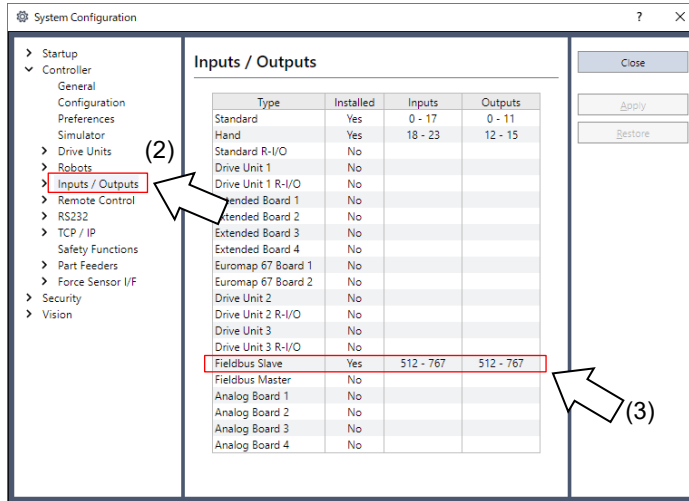 System Configuration ? X
Startup
Controller
General
Configuration
Preferences
Simulator
Drive Units
Robots
Inputs / Outputs
Remote Control
RS232
TCP / IP
Safety Functions
Part Feeders
Force Sensor I/F
Security
Vision
(2)
Inputs / Outputs
Type Installed Inputs Outputs
Standard Yes 0 - 17 0 - 11
Hand Yes 18 - 23 12 - 15
Standard R-I/O No
Drive Unit 1 No
Drive Unit 1 R-I/O No
Extended Board 1 No
Extended Board 2 No
Extended Board 3 No
Extended Board 4 No
Euromap 67 Board 1 No
Euromap 67 Board 2 No
Drive Unit 2 No
Drive Unit 2 R-I/O No
Drive Unit 3 No
Drive Unit 3 R-I/O No
Fieldbus Slave Yes 512 - 767 512 - 767
Fieldbus Master No
Analog Board 1 No
Analog Board 2 No
Analog Board 3 No
Analog Board 4 No
(3)
Close
Apply
Restore